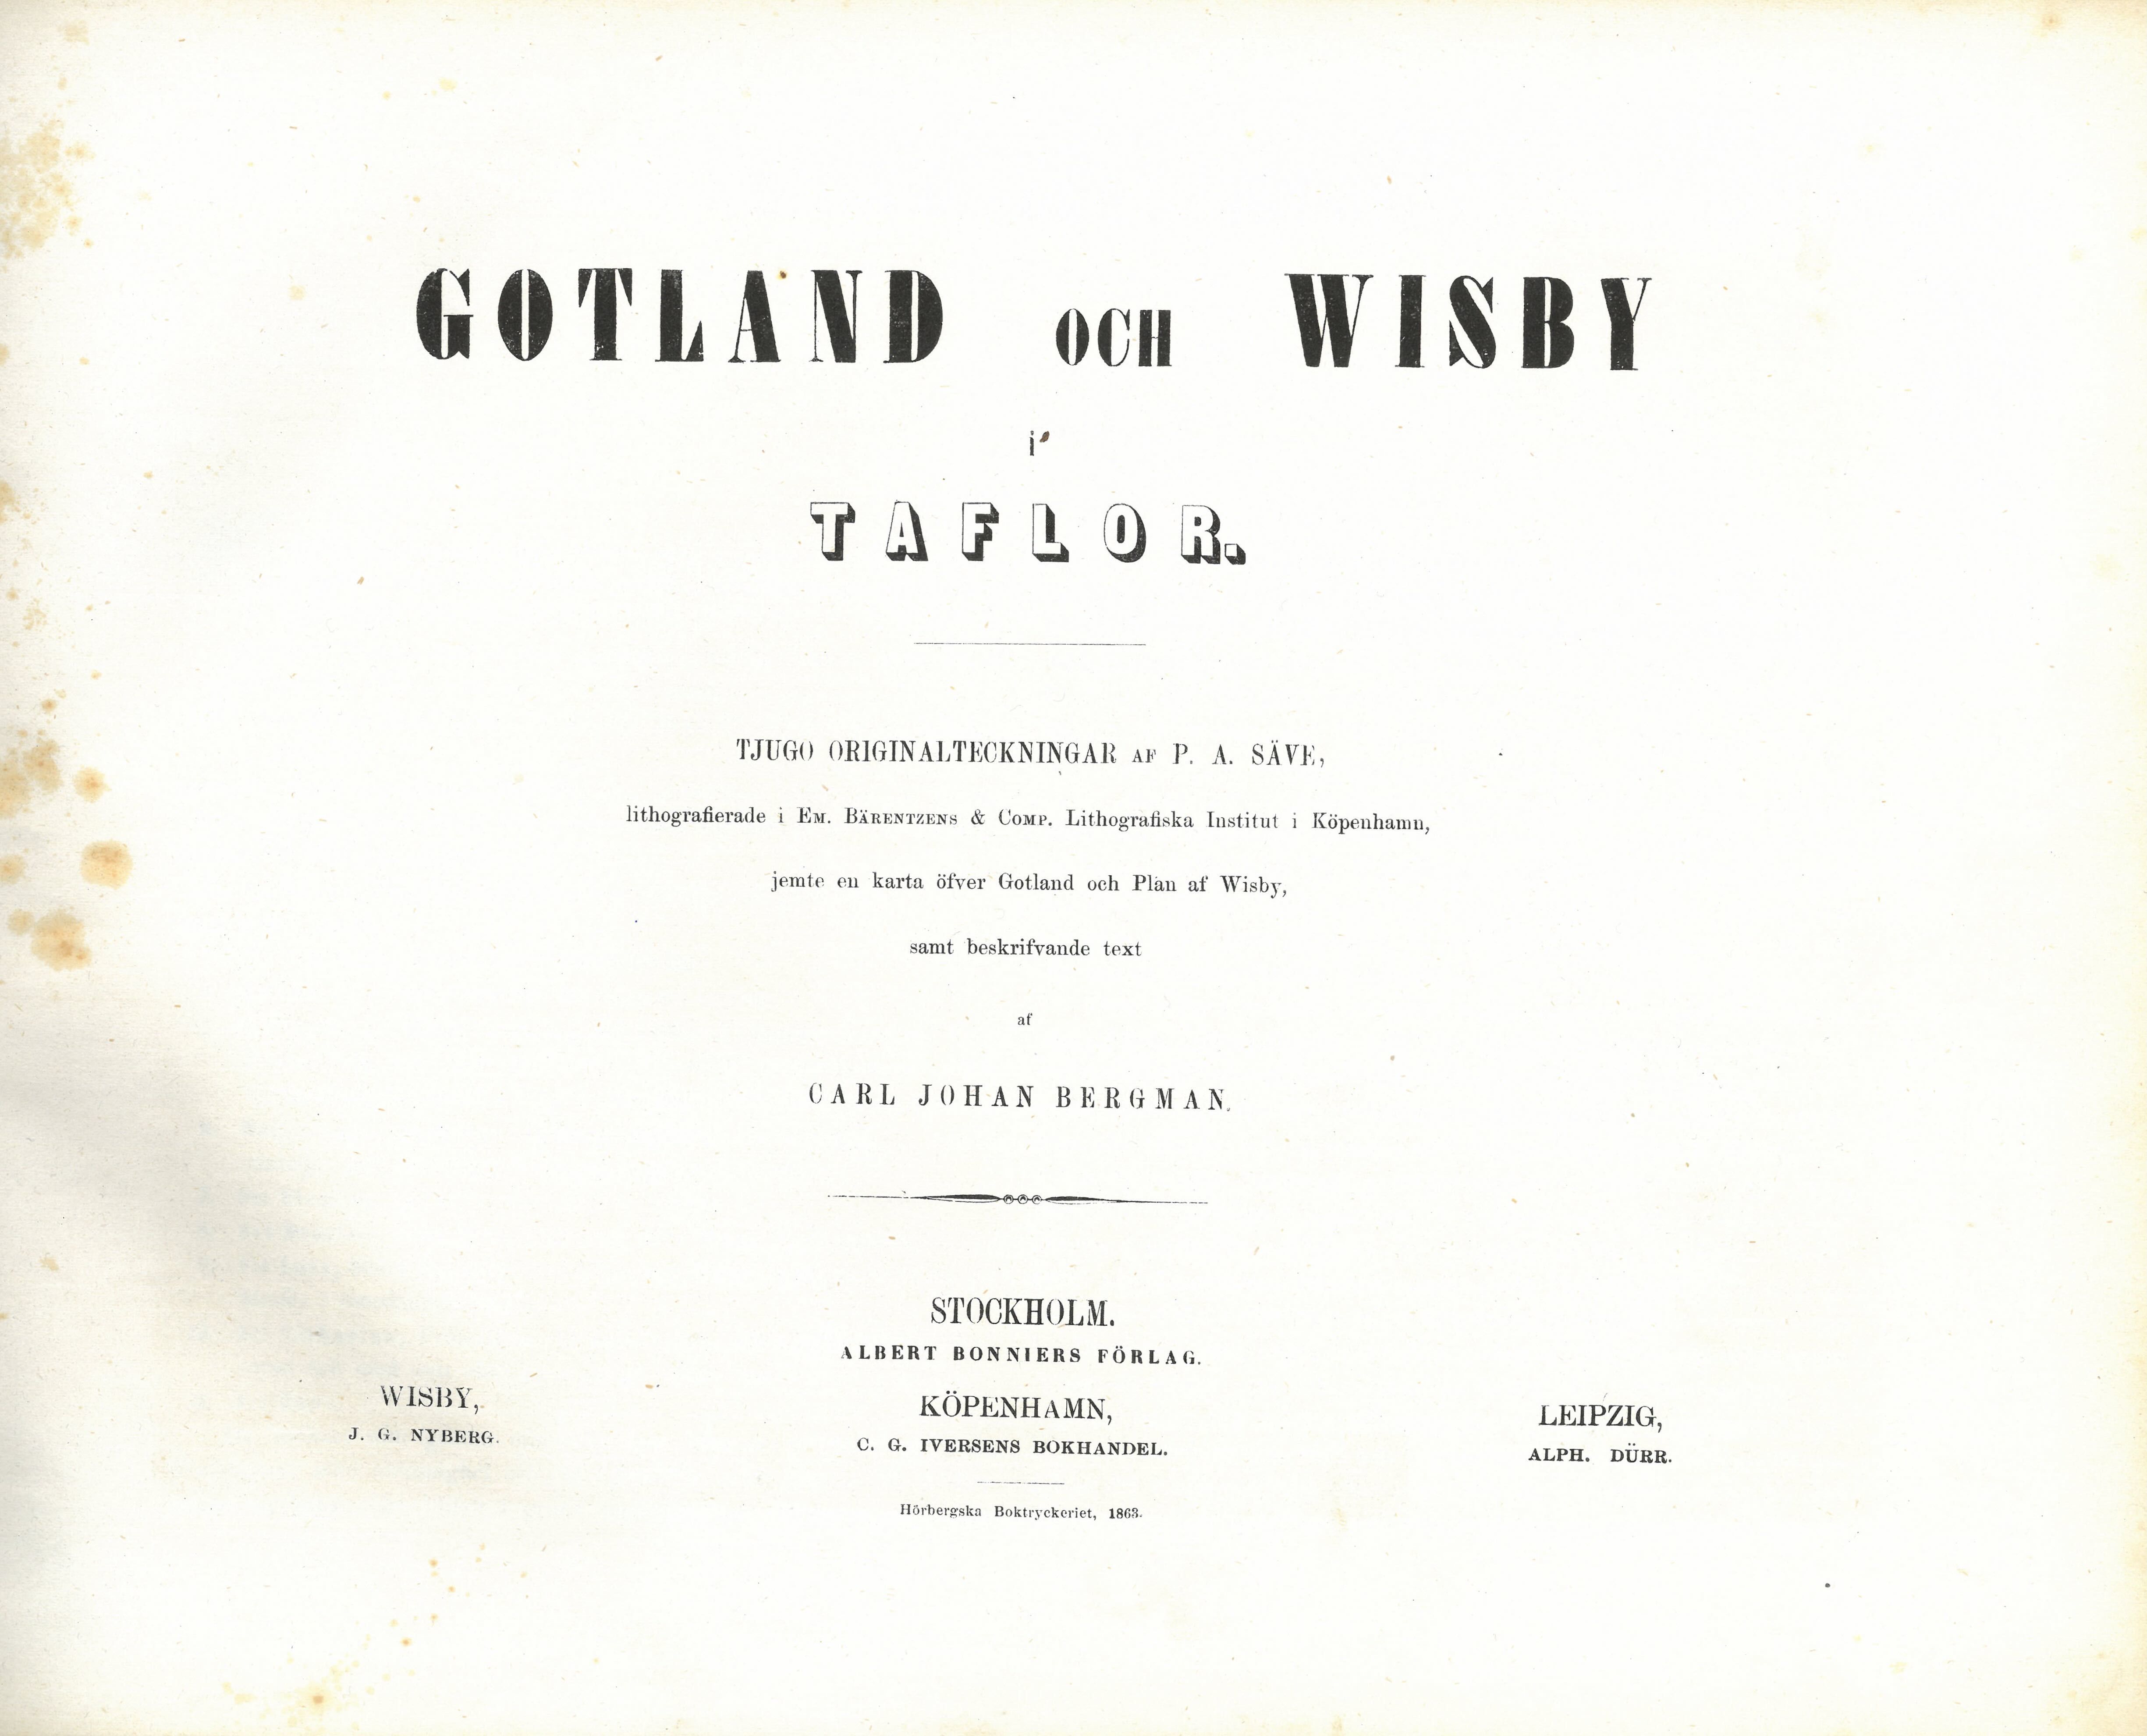 GOTLAND OCH WISBY
i
TAFLOR.
TJUGO ORIGINALTECKNINGAR AF P. A. SÄVE,
lithografierade i EM. BÄRENTZENS & COMP. Lithografiska Institut i Köpenhamn,
jemte en karta öfver Gotland och Plan af Wisby,
samt beskrifvande text
af
CARL JOHAN BERGMAN.
STOCKHOLM.
ALBERT BONNIERS FÖRLAG.
WISBY,
J. G. NYBERG.
KÖPENHAMN,
C. G. IVERSENS BOKHANDEL.
LEIPZIG,
ALPH. DÜRR.
Hörbergska Boktryckeriet, 1863.